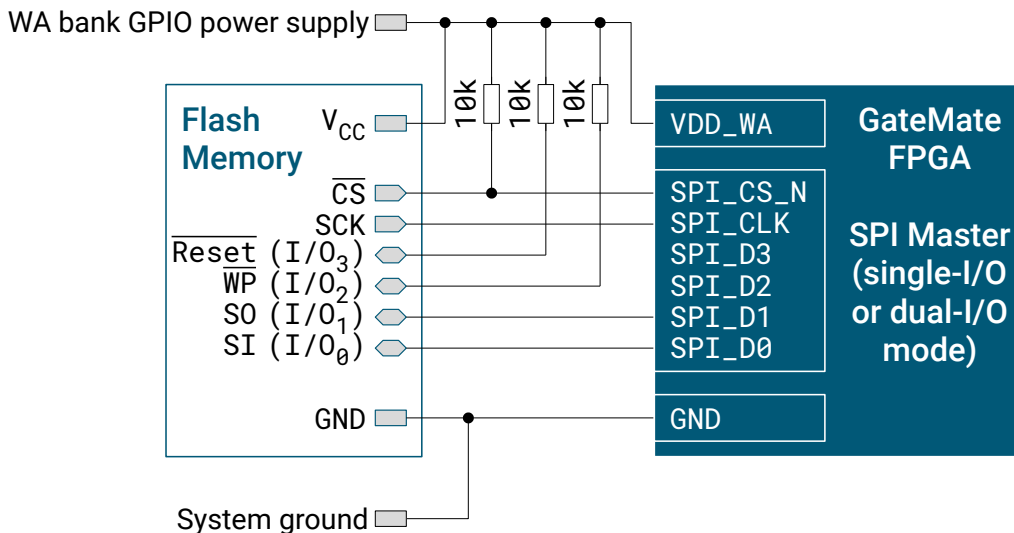 WA bank GPIO power supply
10k 10k 10k
Flash
Memory
V_CC
CS
SCK
Reset (I/O₃)
WP (I/O₂)
SO (I/O₁)
SI (I/O₀)
GND
VDD_WA
SPI_CS_N
SPI_CLK
SPI_D3
SPI_D2
SPI_D1
SPI_D0
GND
GateMate
FPGA
SPI Master
(single-I/O
or dual-I/O
mode)
System ground